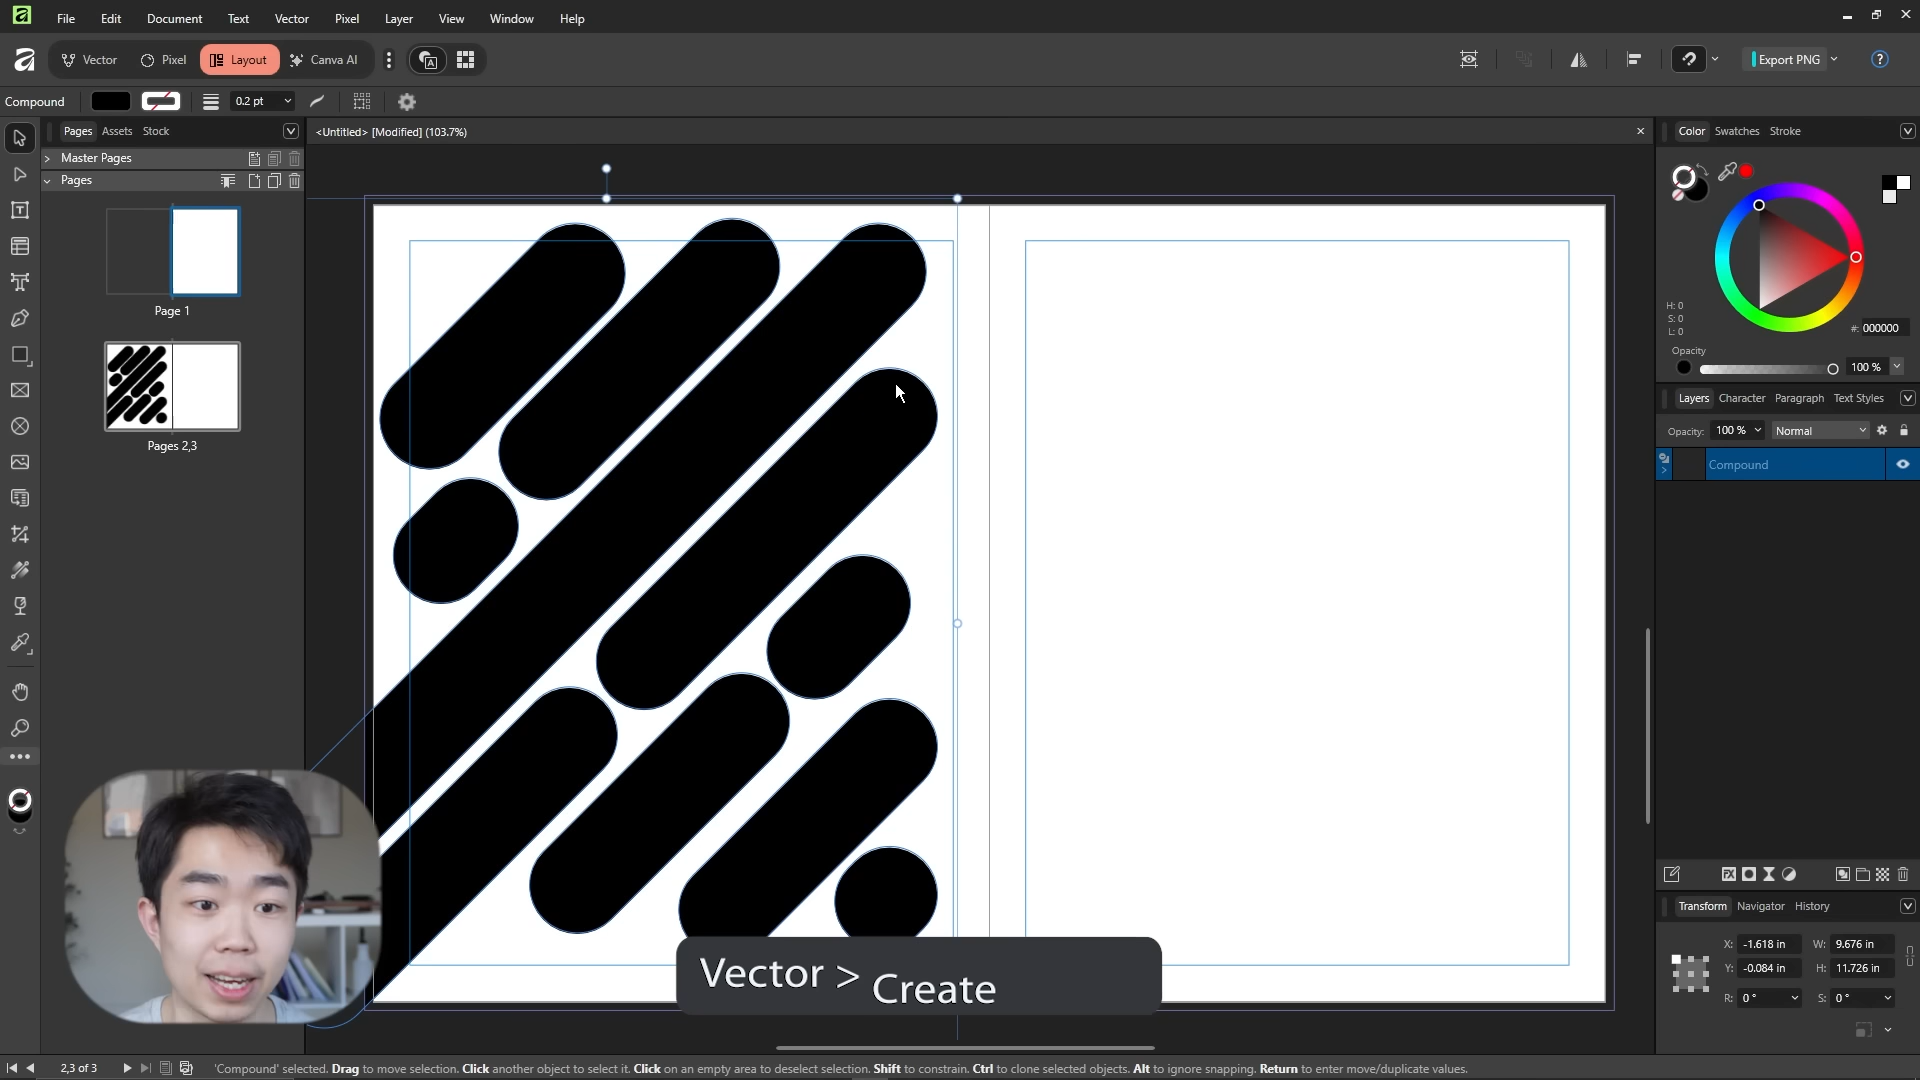 File Edit Document Text Vector Pixel Layer View Window Help
Vector Pixel Layout Canva AI Export PNG
Compound 0.2 pt
Pages Assets Stock
<Untitled> [Modified] (103.7%)
Color Swatches Stroke
Master Pages
Pages
Page 1
Pages 2,3
H: 0
S: 0
L: 0
#: 000000
Opacity
100 %
Layers Character Paragraph Text Styles
Opacity: 100 % Normal
Compound
Vector > Create
Transform Navigator History
X: -1.618 in W: 9.676 in
Y: -0.084 in H: 11.726 in
R: 0 ° S: 0 °
2,3 of 3 'Compound' selected. Drag to move selection. Click another object to select it. Click on an empty area to deselect selection. Shift to constrain. Ctrl to clone selected objects. Alt to ignore snapping. Return to enter move/duplicate values.